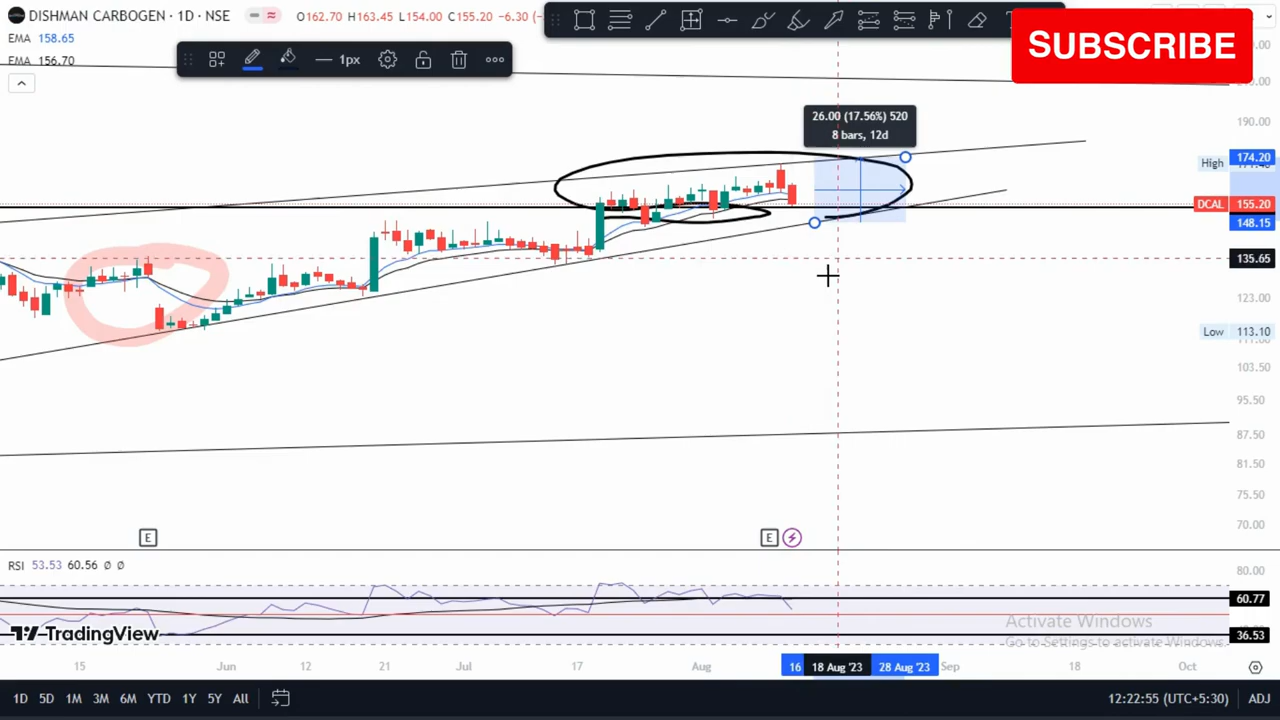 DISHMAN CARBOGEN · 1D · NSE
O162.70 H163.45 L154.00 C155.20 -6.30
SUBSCRIBE
EMA 158.65
EMA 156.70
1px
26.00 (17.56%) 520
8 bars, 12d
190.00
174.20
High
DCAL 155.20
148.15
135.65
123.00
Low 113.10
103.50
95.50
87.50
81.50
75.50
70.00
E
E
RSI 53.53 60.56 ø ø
80.00
60.77
36.53
TradingView
Activate Windows
Go to Settings to activate Windows.
15
Jun
12
21
Jul
17
Aug
16
18 Aug '23
28 Aug '23
Sep
18
Oct
1D 5D 1M 3M 6M YTD 1Y 5Y All
12:22:55 (UTC+5:30)
ADJ